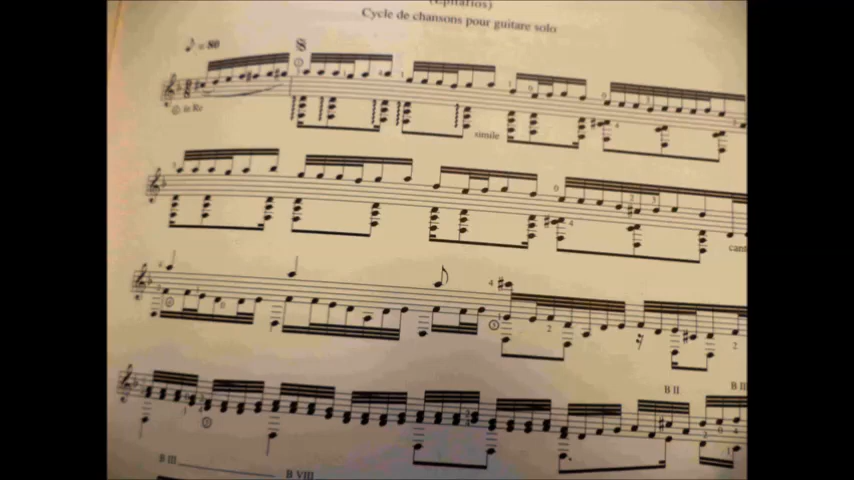 (Epitafios)
Cycle de chansons pour guitare solo
♪ = 80
⑥ in Re
simile
B II
B III
B VIII